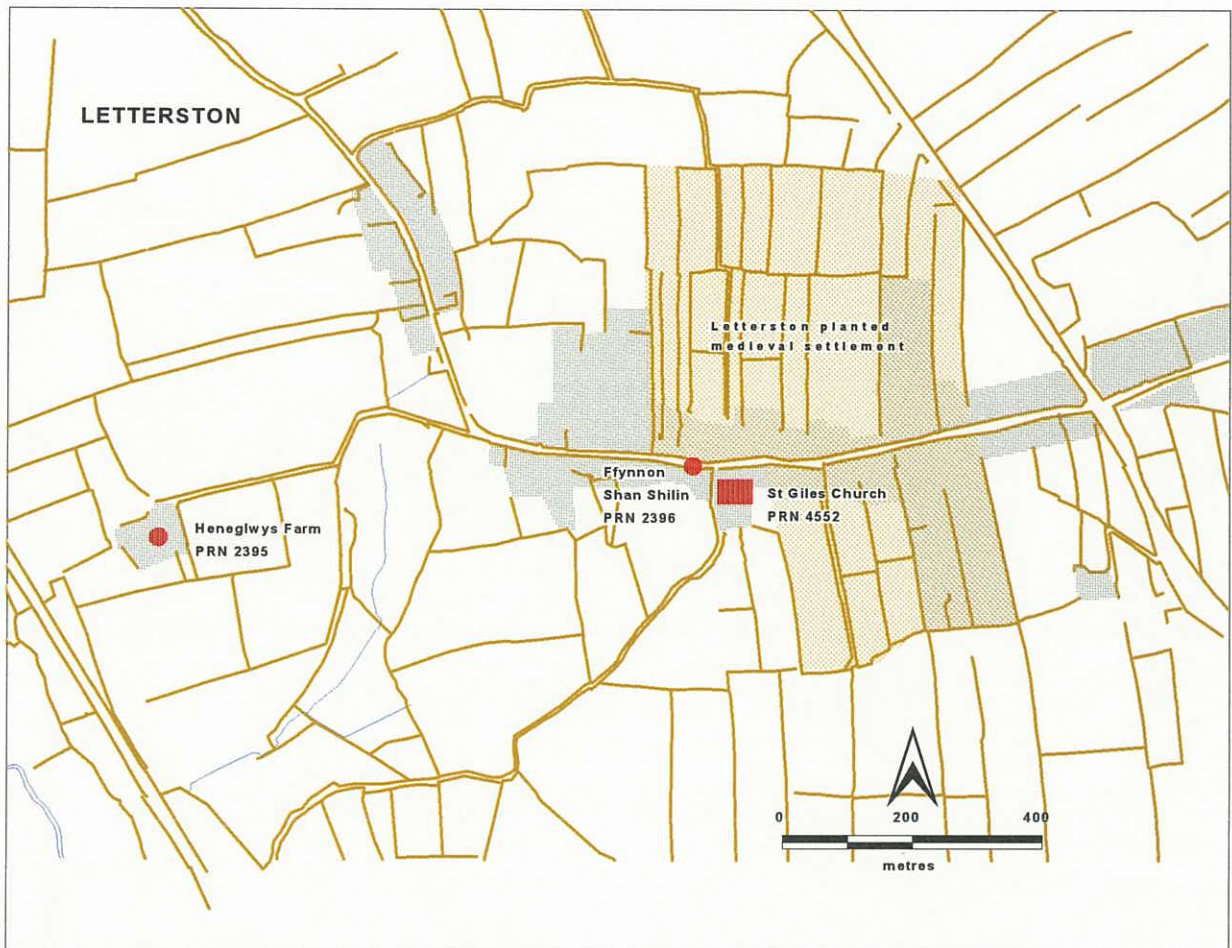 LETTERSTON
Letterston planted
medieval settlement
Ffynnon
Shan Shilin
PRN 2396
St Giles Church
PRN 4552
Heneglwys Farm
PRN 2395
0 200 400
metres